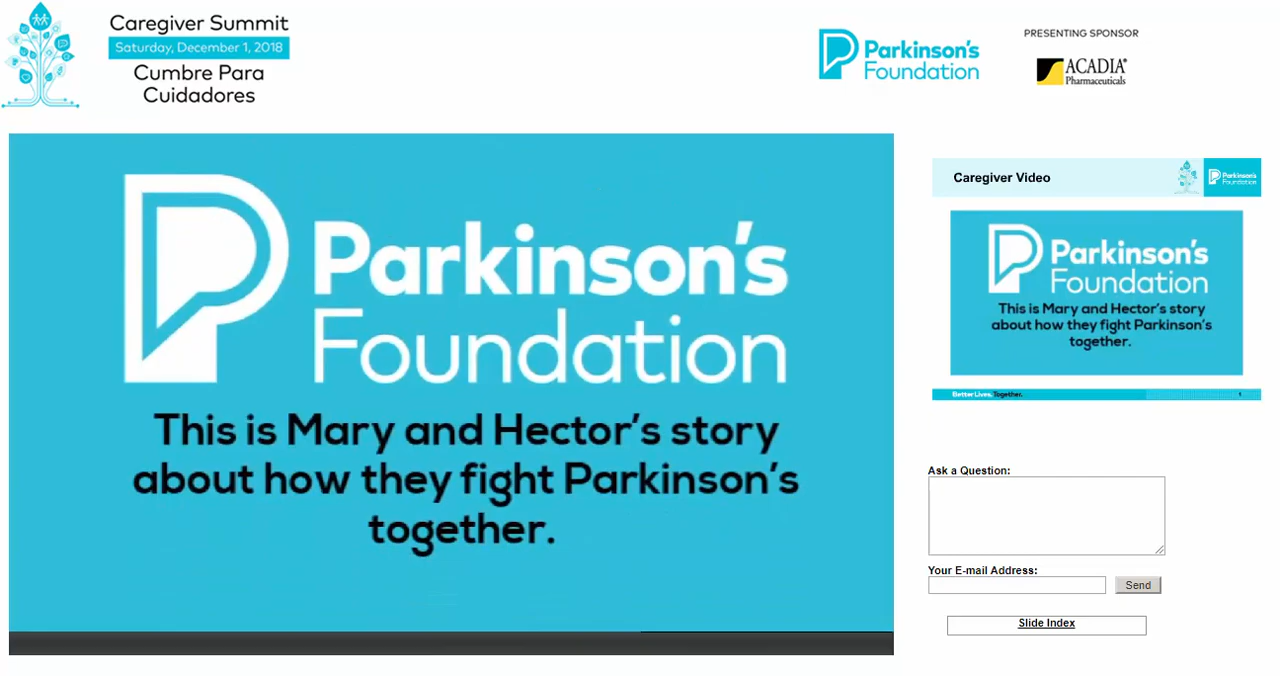 Caregiver Summit
Saturday, December 1, 2018
Cumbre Para
Cuidadores
Parkinson's
Foundation
PRESENTING SPONSOR
ACADIA®
Pharmaceuticals
Parkinson's
Foundation
This is Mary and Hector's story
about how they fight Parkinson's
together.
Caregiver Video
Parkinson's
Foundation
Parkinson's
Foundation
This is Mary and Hector's story
about how they fight Parkinson's
together.
Better Lives. Together.
1
Ask a Question:
Your E-mail Address:
Send
Slide Index